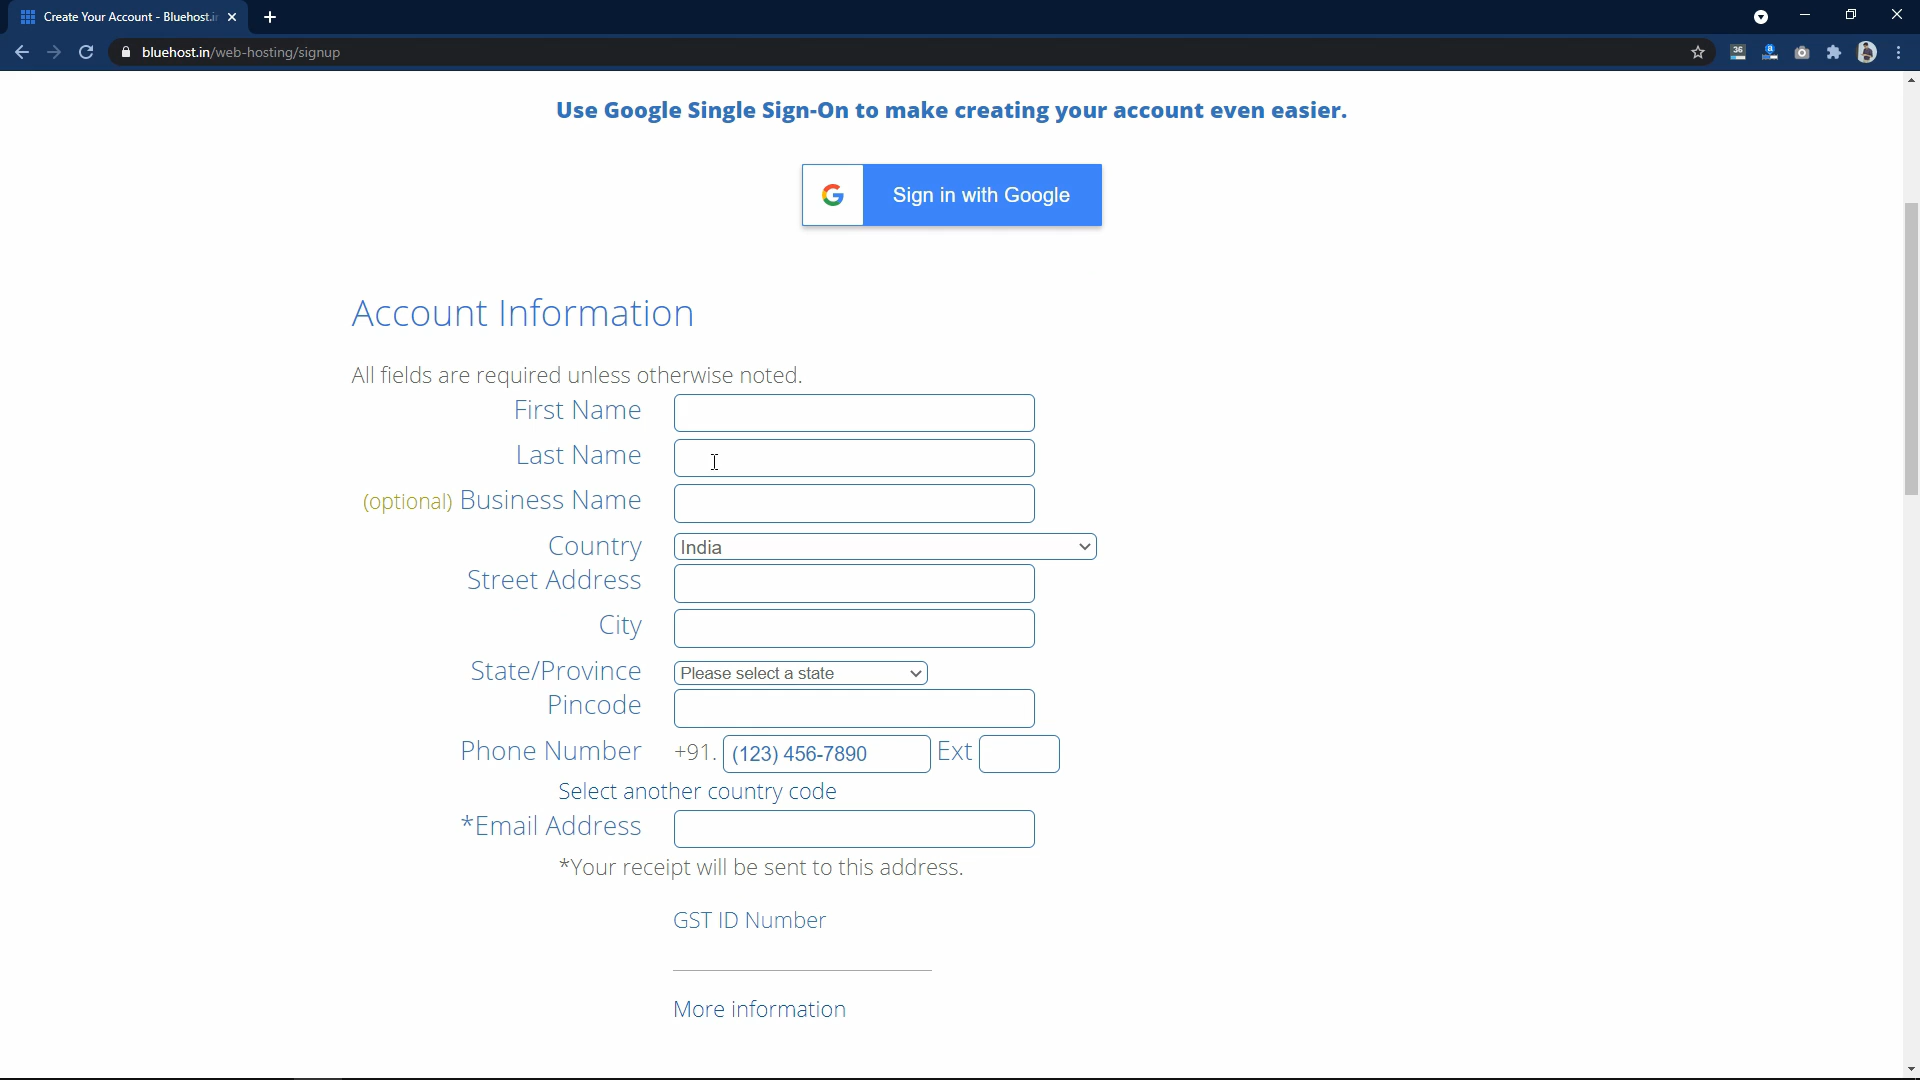 Create Your Account - Bluehost.i
bluehost.in/web-hosting/signup
36
Use Google Single Sign-On to make creating your account even easier.
G Sign in with Google
Account Information
All fields are required unless otherwise noted.
First Name
Last Name
(optional) Business Name
Country India
Street Address
City
State/Province Please select a state
Pincode
Phone Number +91. (123) 456-7890 Ext
Select another country code
*Email Address
*Your receipt will be sent to this address.
GST ID Number
More information